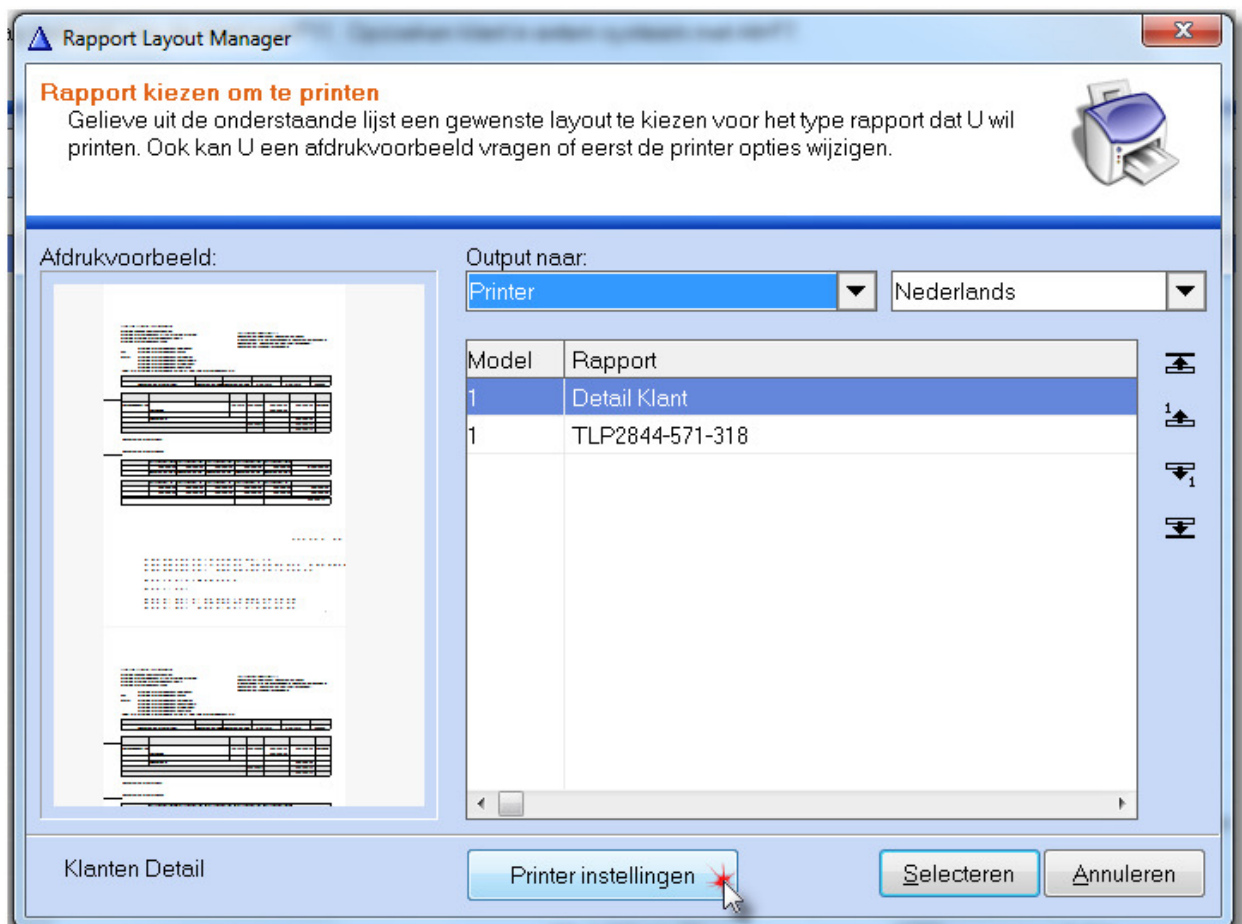 Rapport Layout Manager
Rapport kiezen om te printen
Gelieve uit de onderstaande lijst een gewenste layout te kiezen voor het type rapport dat U wil
printen. Ook kan U een afdrukvoorbeeld vragen of eerst de printer opties wijzigen.
Afdrukvoorbeeld:
Output naar:
Printer
Nederlands
Model Rapport
1 Detail Klant
1 TLP2844-571-318
1
1
Klanten Detail
Printer instellingen
Selecteren
Annuleren